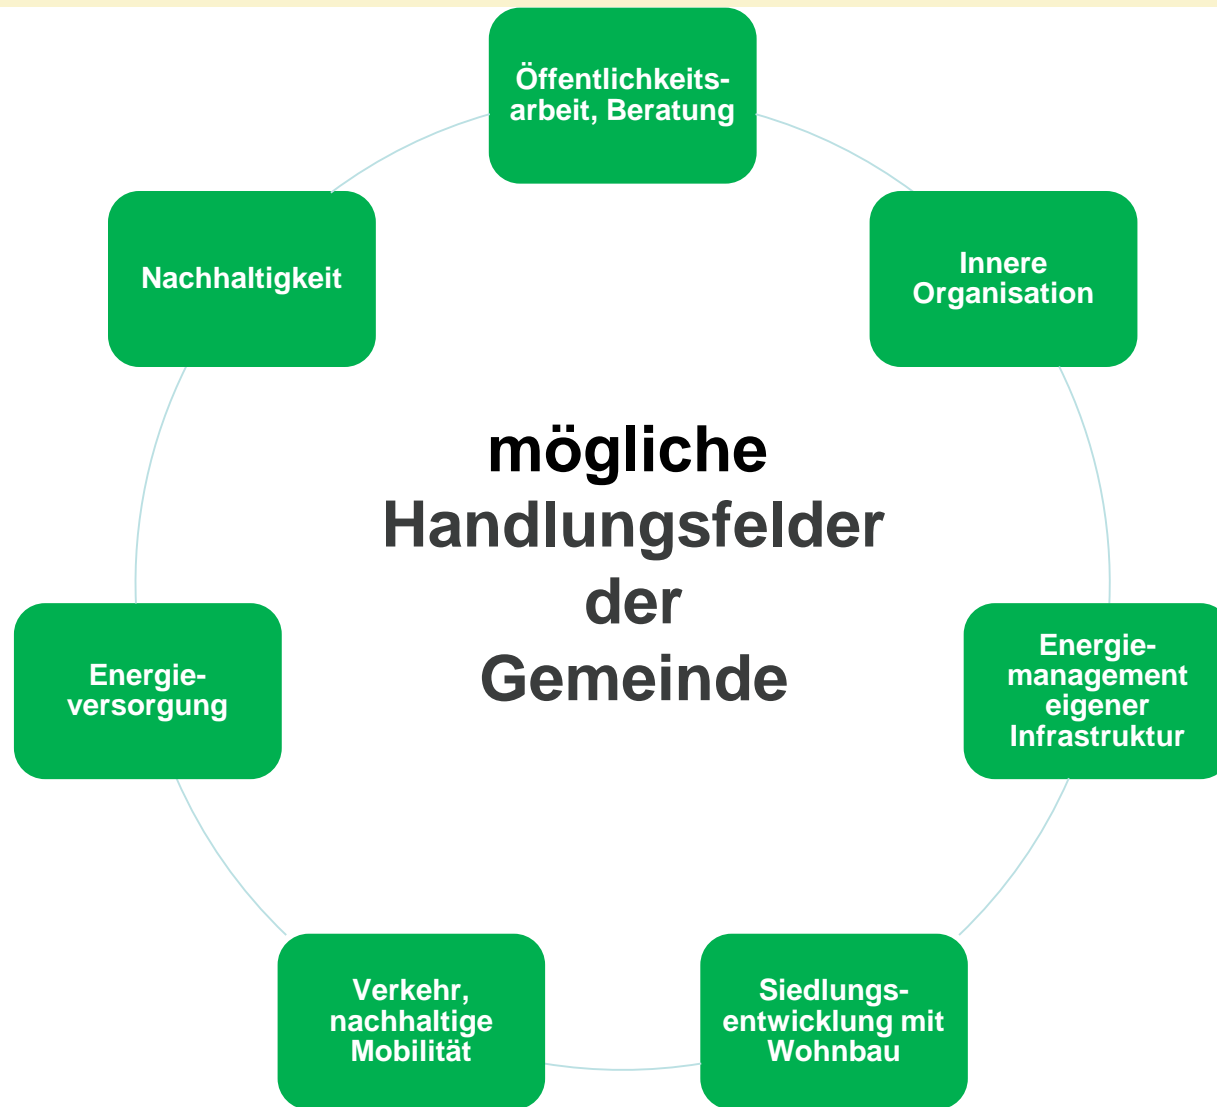 Öffentlichkeits-
arbeit, Beratung
Nachhaltigkeit
Innere
Organisation
mögliche
Handlungsfelder
der
Gemeinde
Energie-
versorgung
Energie-
management
eigener
Infrastruktur
Verkehr,
nachhaltige
Mobilität
Siedlungs-
entwicklung mit
Wohnbau